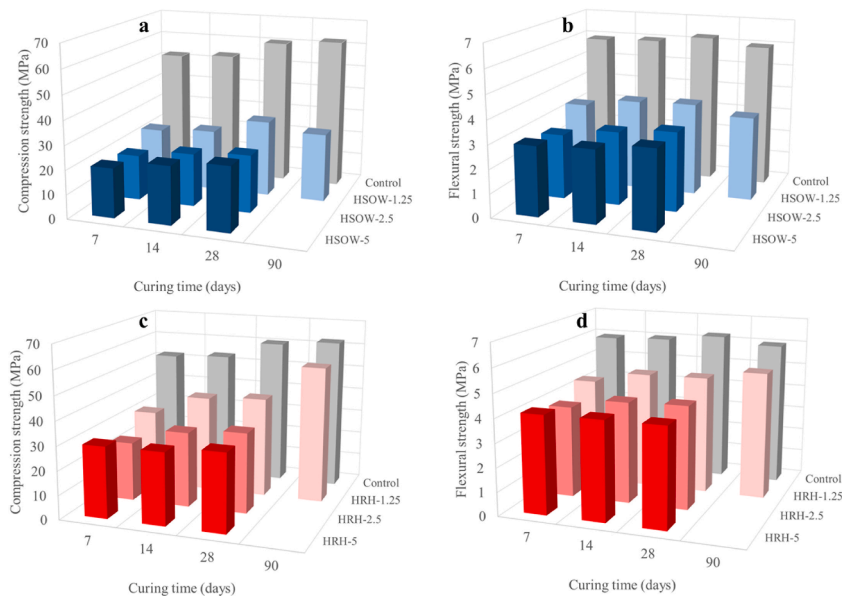 a
Compression strength (MPa)
70
60
50
40
30
20
10
0
7
14
28
90
Control
HSOW-1.25
HSOW-2.5
HSOW-5
Curing time (days)
b
Flexural strength (MPa)
7
6
5
4
3
2
1
0
7
14
28
90
Control
HSOW-1.25
HSOW-2.5
HSOW-5
Curing time (days)
c
Compression strength (MPa)
70
60
50
40
30
20
10
0
7
14
28
90
Control
HRH-1.25
HRH-2.5
HRH-5
Curing time (days)
d
Flexural strength (MPa)
7
6
5
4
3
2
1
0
7
14
28
90
Control
HRH-1.25
HRH-2.5
HRH-5
Curing time (days)